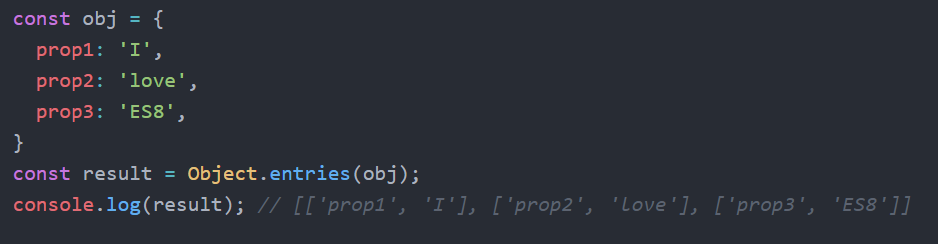 const obj = {
  prop1: 'I',
  prop2: 'love',
  prop3: 'ES8',
}
const result = Object.entries(obj);
console.log(result); // [['prop1', 'I'], ['prop2', 'love'], ['prop3', 'ES8']]